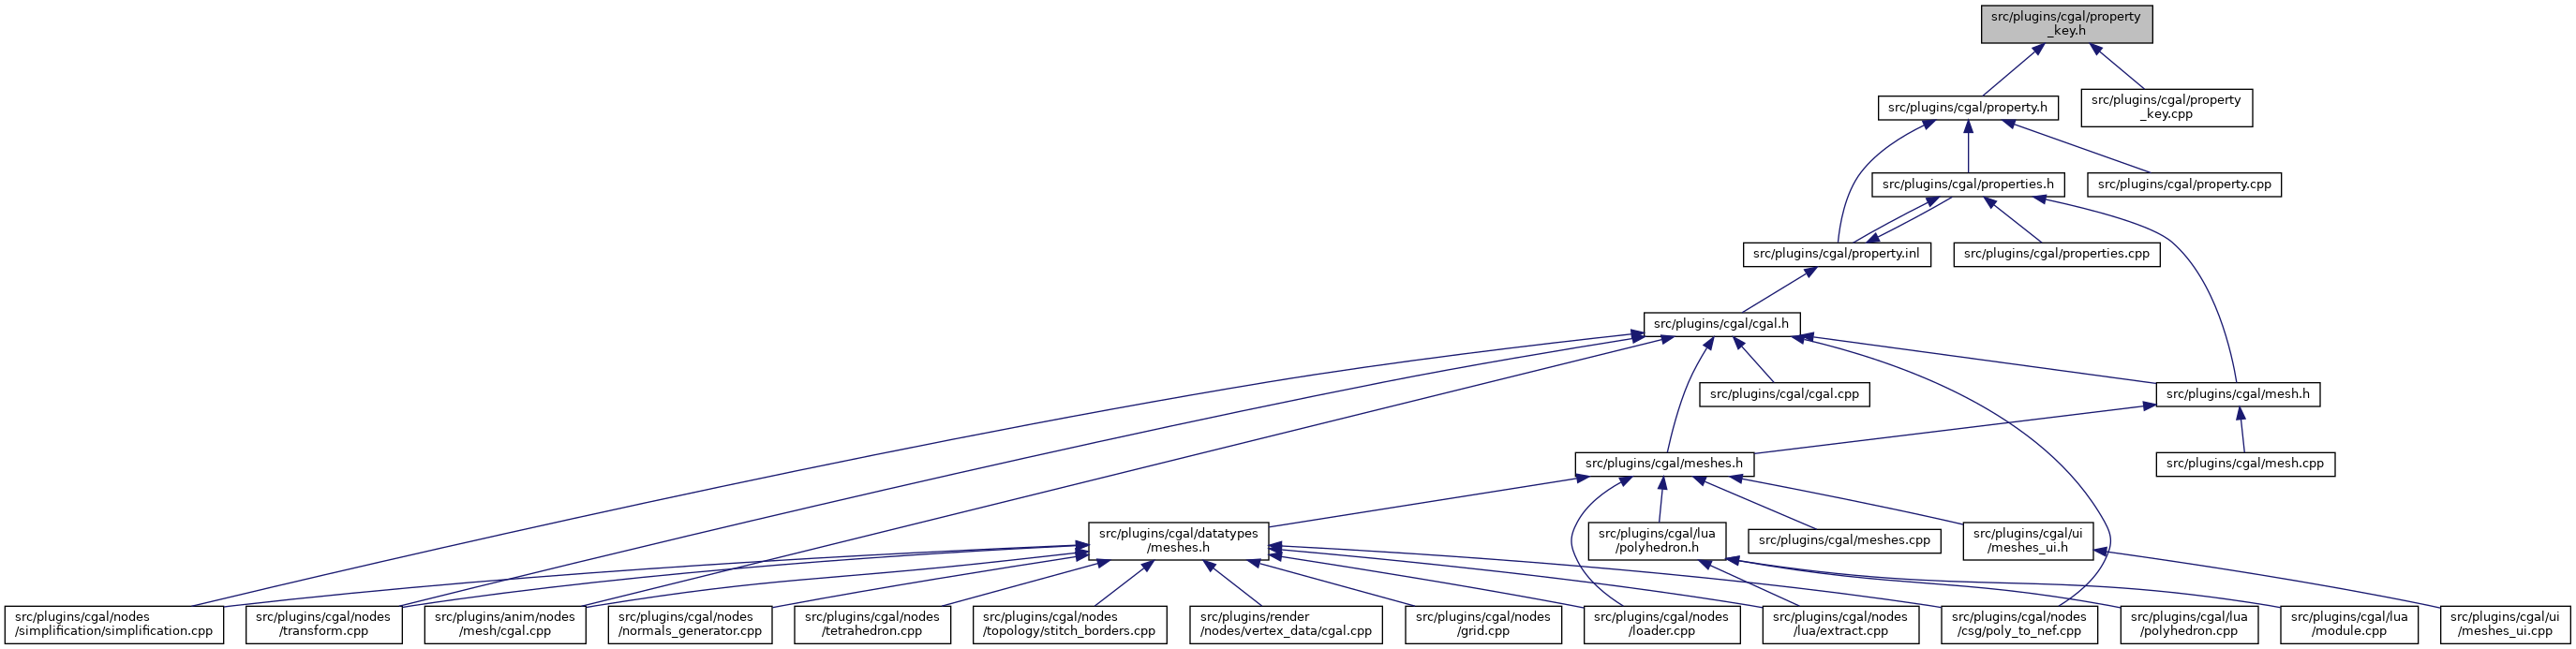 src/plugins/cgal/property
_key.h
src/plugins/cgal/property.h
src/plugins/cgal/property
_key.cpp
src/plugins/cgal/properties.h
src/plugins/cgal/property.cpp
src/plugins/cgal/property.inl
src/plugins/cgal/properties.cpp
src/plugins/cgal/cgal.h
src/plugins/cgal/cgal.cpp
src/plugins/cgal/mesh.h
src/plugins/cgal/meshes.h
src/plugins/cgal/mesh.cpp
src/plugins/cgal/datatypes
/meshes.h
src/plugins/cgal/lua
/polyhedron.h
src/plugins/cgal/meshes.cpp
src/plugins/cgal/ui
/meshes_ui.h
src/plugins/cgal/nodes
/simplification/simplification.cpp
src/plugins/cgal/nodes
/transform.cpp
src/plugins/anim/nodes
/mesh/cgal.cpp
src/plugins/cgal/nodes
/normals_generator.cpp
src/plugins/cgal/nodes
/tetrahedron.cpp
src/plugins/cgal/nodes
/topology/stitch_borders.cpp
src/plugins/render
/nodes/vertex_data/cgal.cpp
src/plugins/cgal/nodes
/grid.cpp
src/plugins/cgal/nodes
/loader.cpp
src/plugins/cgal/nodes
/lua/extract.cpp
src/plugins/cgal/nodes
/csg/poly_to_nef.cpp
src/plugins/cgal/lua
/polyhedron.cpp
src/plugins/cgal/lua
/module.cpp
src/plugins/cgal/ui
/meshes_ui.cpp